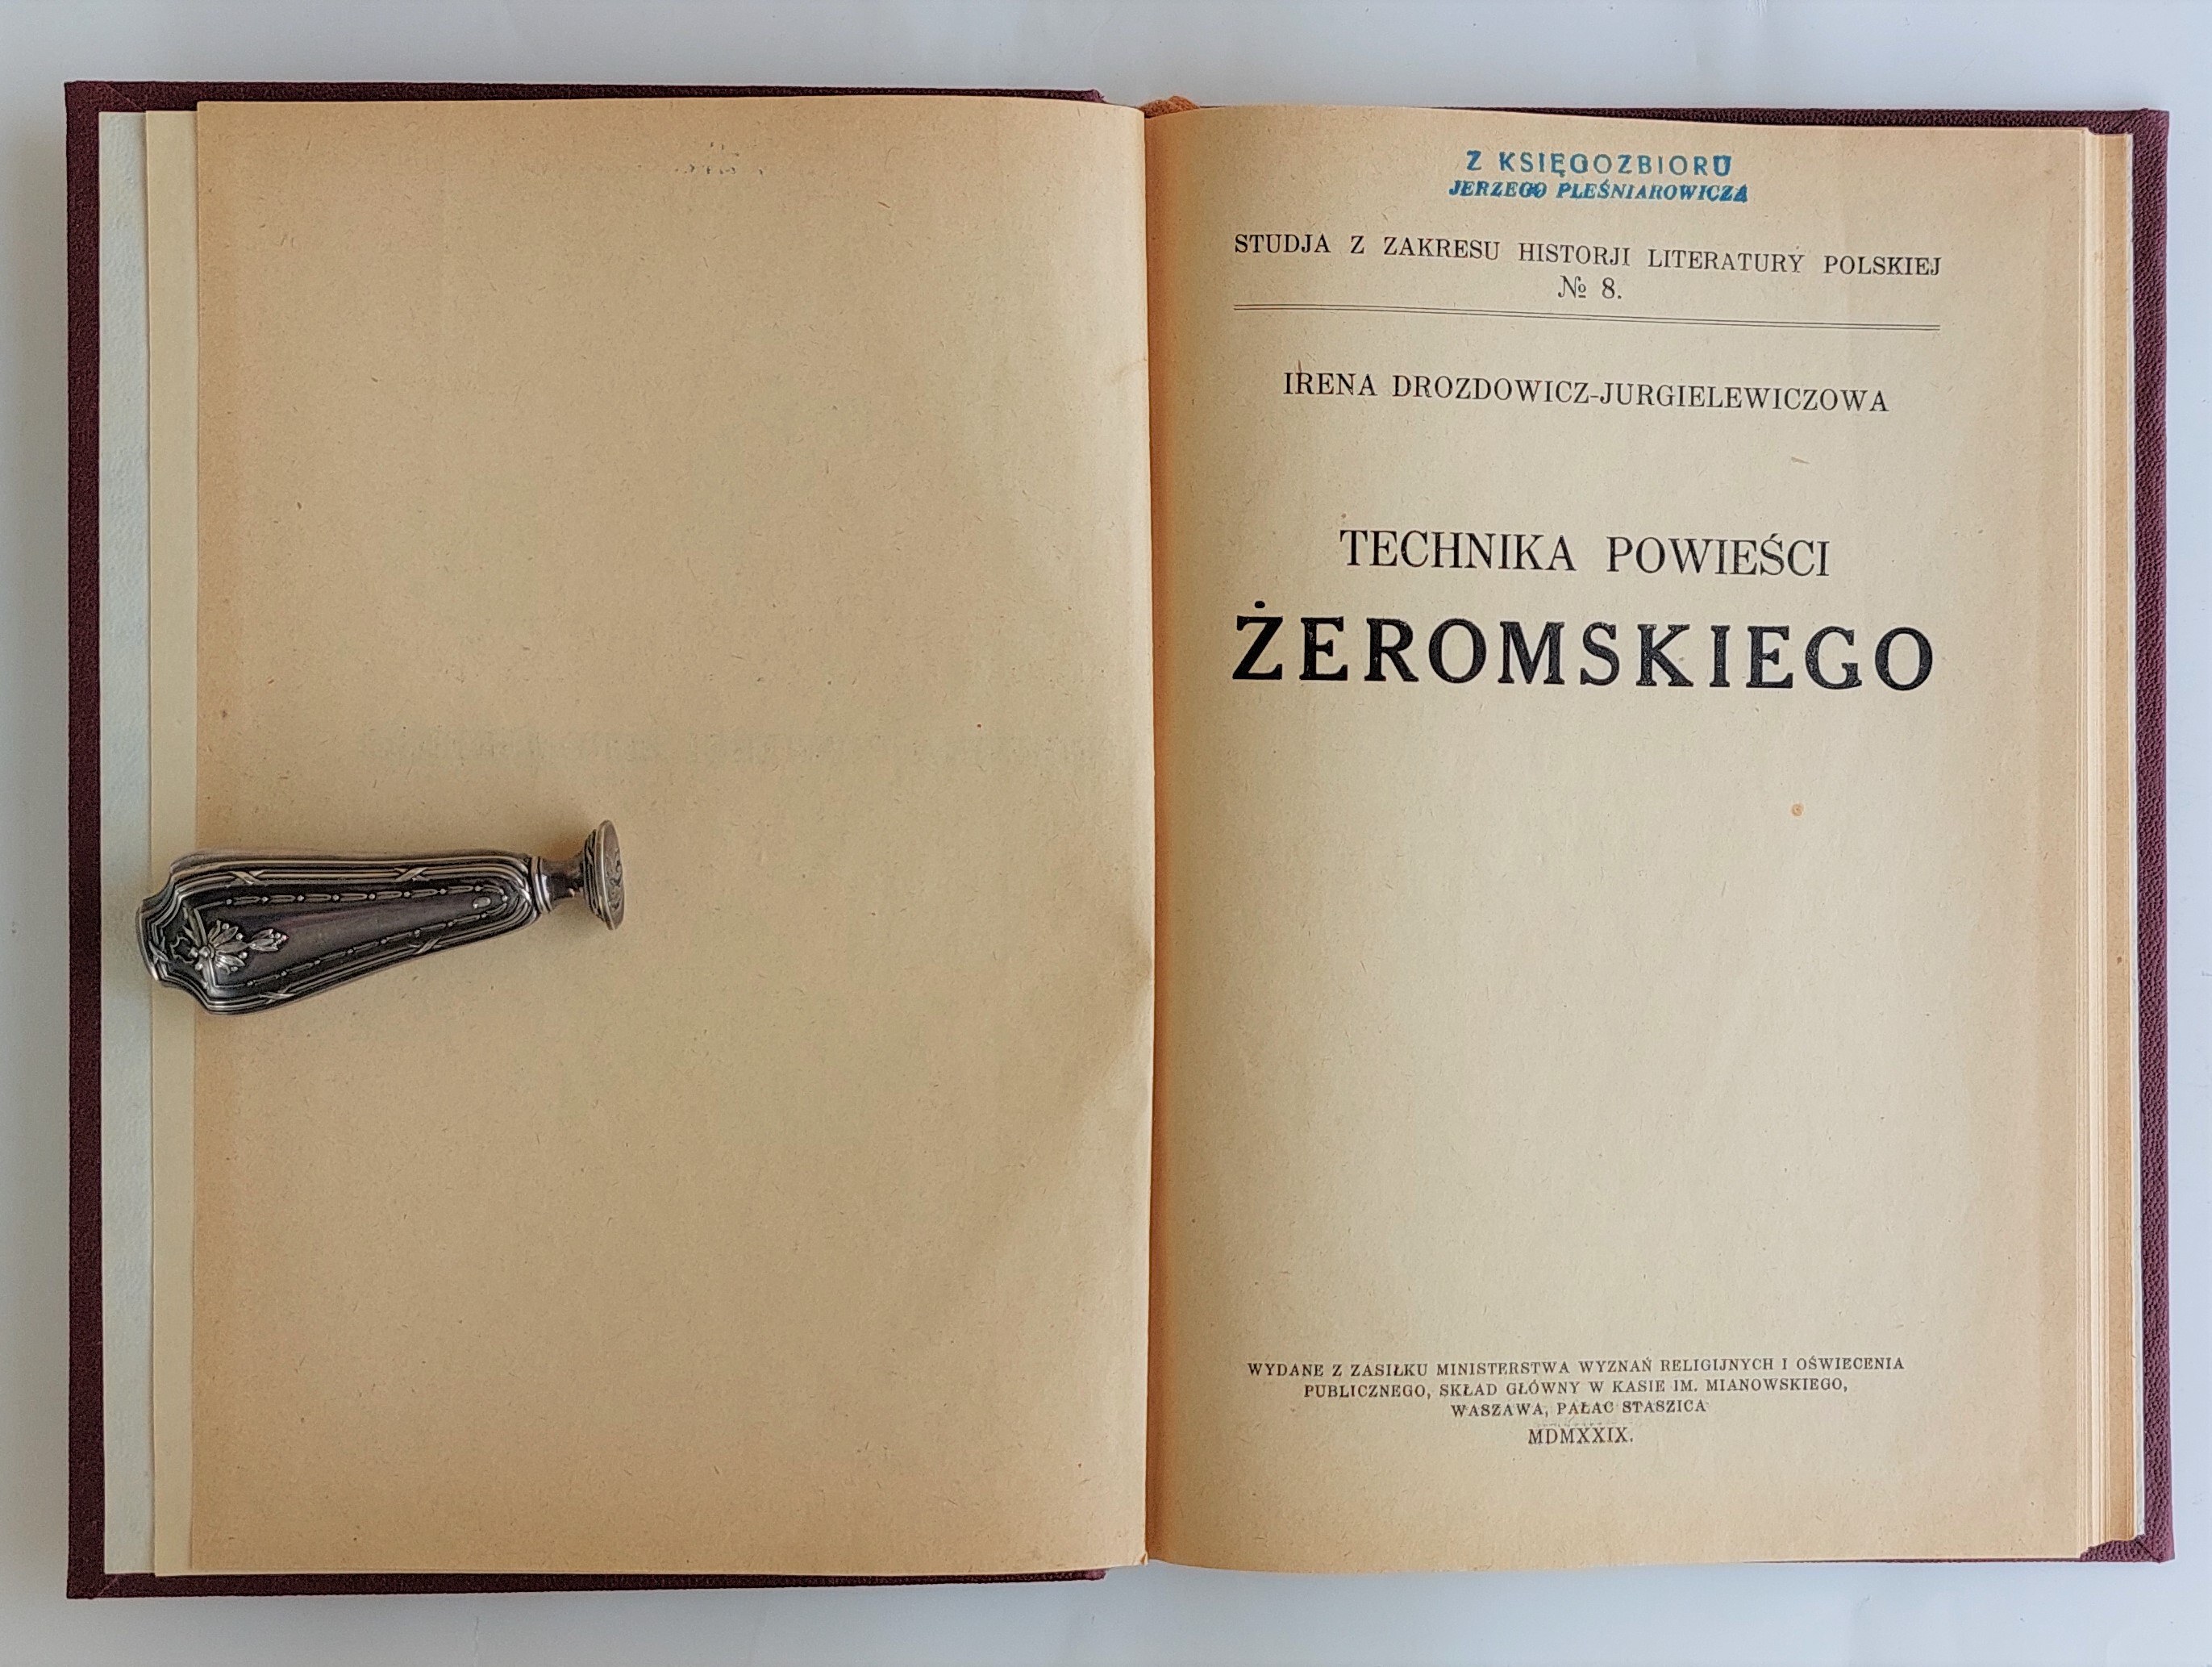 Z KSIĘGOZBIORU
JERZEGO PLEŚNIAROWICZA
STUDJA Z ZAKRESU HISTORJI LITERATURY POLSKIEJ
№ 8.
IRENA DROZDOWICZ-JURGIELEWICZOWA
TECHNIKA POWIEŚCI
ŻEROMSKIEGO
WYDANE Z ZASIŁKU MINISTERSTWA WYZNAŃ RELIGIJNYCH I OŚWIECENIA
PUBLICZNEGO, SKŁAD GŁÓWNY W KASIE IM. MIANOWSKIEGO,
WASZAWA, PAŁAC STASZICA
MDMXXIX.